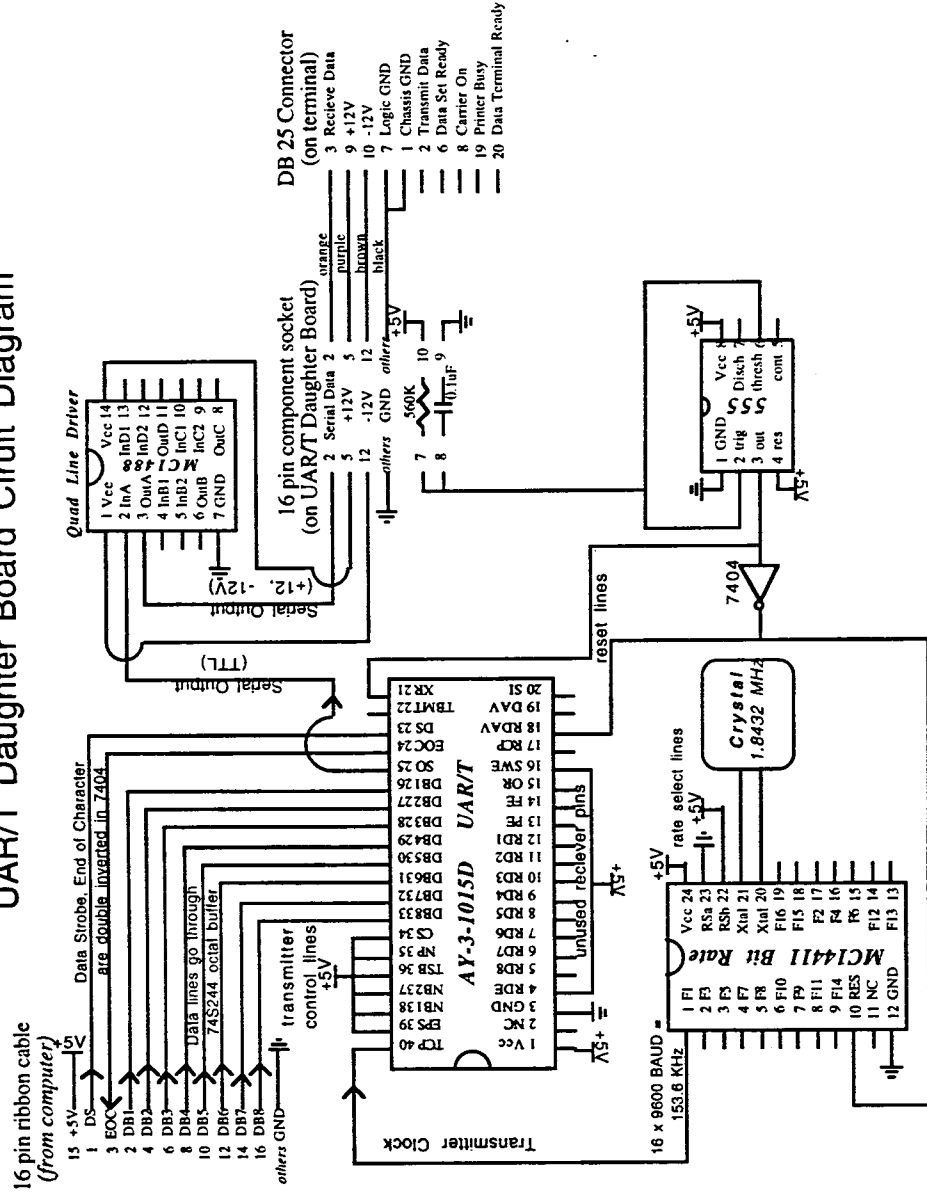 UAR/T Daughter Board Ciruit Diagram
16 pin ribbon cable
(from computer)
15 +5V
+5V
1 DS
3 EOC
2 DB1
4 DB2
6 DB3
8 DB4
10 DB5
12 DB6
14 DB7
16 DB8
others GND
Data Strobe, End of Character
are double inverted in 7404
Data lines go through
74S244 octal buffer
transmitter
control lines
+5V
Serial Output
(TTL)
Serial Output
(+12, -12V)
Quad Line Driver
MC1488
1 Vcc
2 InA
3 OutA
4 InB1
5 InB2
6 OutB
7 GND
Vcc 14
InD1 13
InD2 12
OutD 11
InC1 10
InC2 9
OutC 8
16 pin component socket
(on UAR/T Daughter Board)
2 Serial Data 2
5 +12V 5
12 -12V 12
others GND others
orange
purple
brown
black
7 560K 10
+5V
8 0.1uF 9
DB 25 Connector
(on terminal)
3 Recieve Data
9 +12V
10 -12V
7 Logic GND
1 Chassis GND
2 Transmit Data
6 Data Set Ready
8 Carrier On
19 Printer Busy
20 Data Terminal Ready
AY-3-1015D UAR/T
TCP 40
EPS 39
NB1 38
NB2 37
TSB 36
NP 35
CS 34
DB8 33
DB7 32
DB6 31
DB5 30
DB4 29
DB3 28
DB2 27
DB1 26
SO 25
EOC 24
DS 23
TBMT 22
XR 21
1 Vcc
2 NC
3 GND
4 RDE
5 RD8
6 RD7
7 RD6
8 RD5
9 RD4
10 RD3
11 RD2
12 RD1
13 PE
14 FE
15 OR
16 SWE
17 RCP
18 RDAV
19 DAV
20 SI
+5V
unused reciever pins
+5V
reset lines
7404
555
1 GND
2 trig
3 out
4 res
Vcc 8
Disch 7
thresh 6
cont 5
+5V
+5V
Transmitter Clock
16 x 9600 BAUD =
153.6 KHz
MC14411 Bit Rate
1 F1
2 F3
3 F5
4 F7
5 F8
6 F10
7 F9
8 F11
9 F14
10 RES
11 NC
12 GND
Vcc 24
RSa 23
RSb 22
Xtal 21
Xtal 20
F16 19
F15 18
F2 17
F4 16
F6 15
F12 14
F13 13
+5V
rate select lines
+5V
Crystal
1.8432 MHz